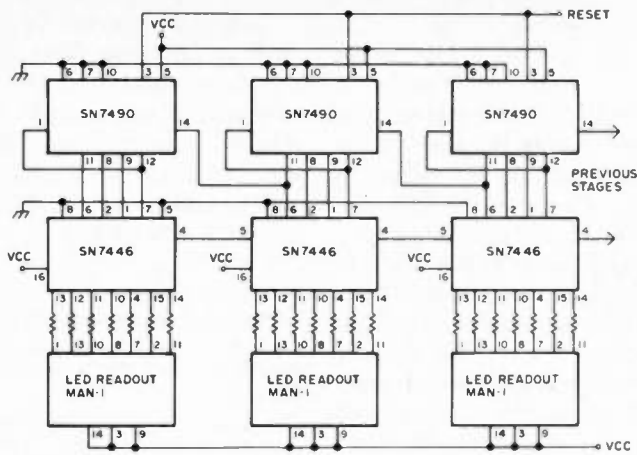 RESET
VCC
6 7 10 3 5 6 7 10 3 5 6 7 10 3 5
SN7490 SN7490 SN7490
1 14 1 14 1 14
11 8 9 12 11 8 9 12 11 8 9 12
PREVIOUS
STAGES
8 6 2 1 7 5 8 6 2 1 7 8 6 2 1 7
4 5 4 5 4
SN7446 SN7446 SN7446
VCC VCC VCC
16 16 16
13 12 11 10 4 15 14 13 12 11 10 4 15 14 13 12 11 10 4 15 14
1 13 10 8 7 2 11 1 13 10 8 7 2 11 1 13 10 8 7 2 11
LED READOUT LED READOUT LED READOUT
MAN-1 MAN-1 MAN-1
14 3 9 14 3 9 14 3 9
VCC